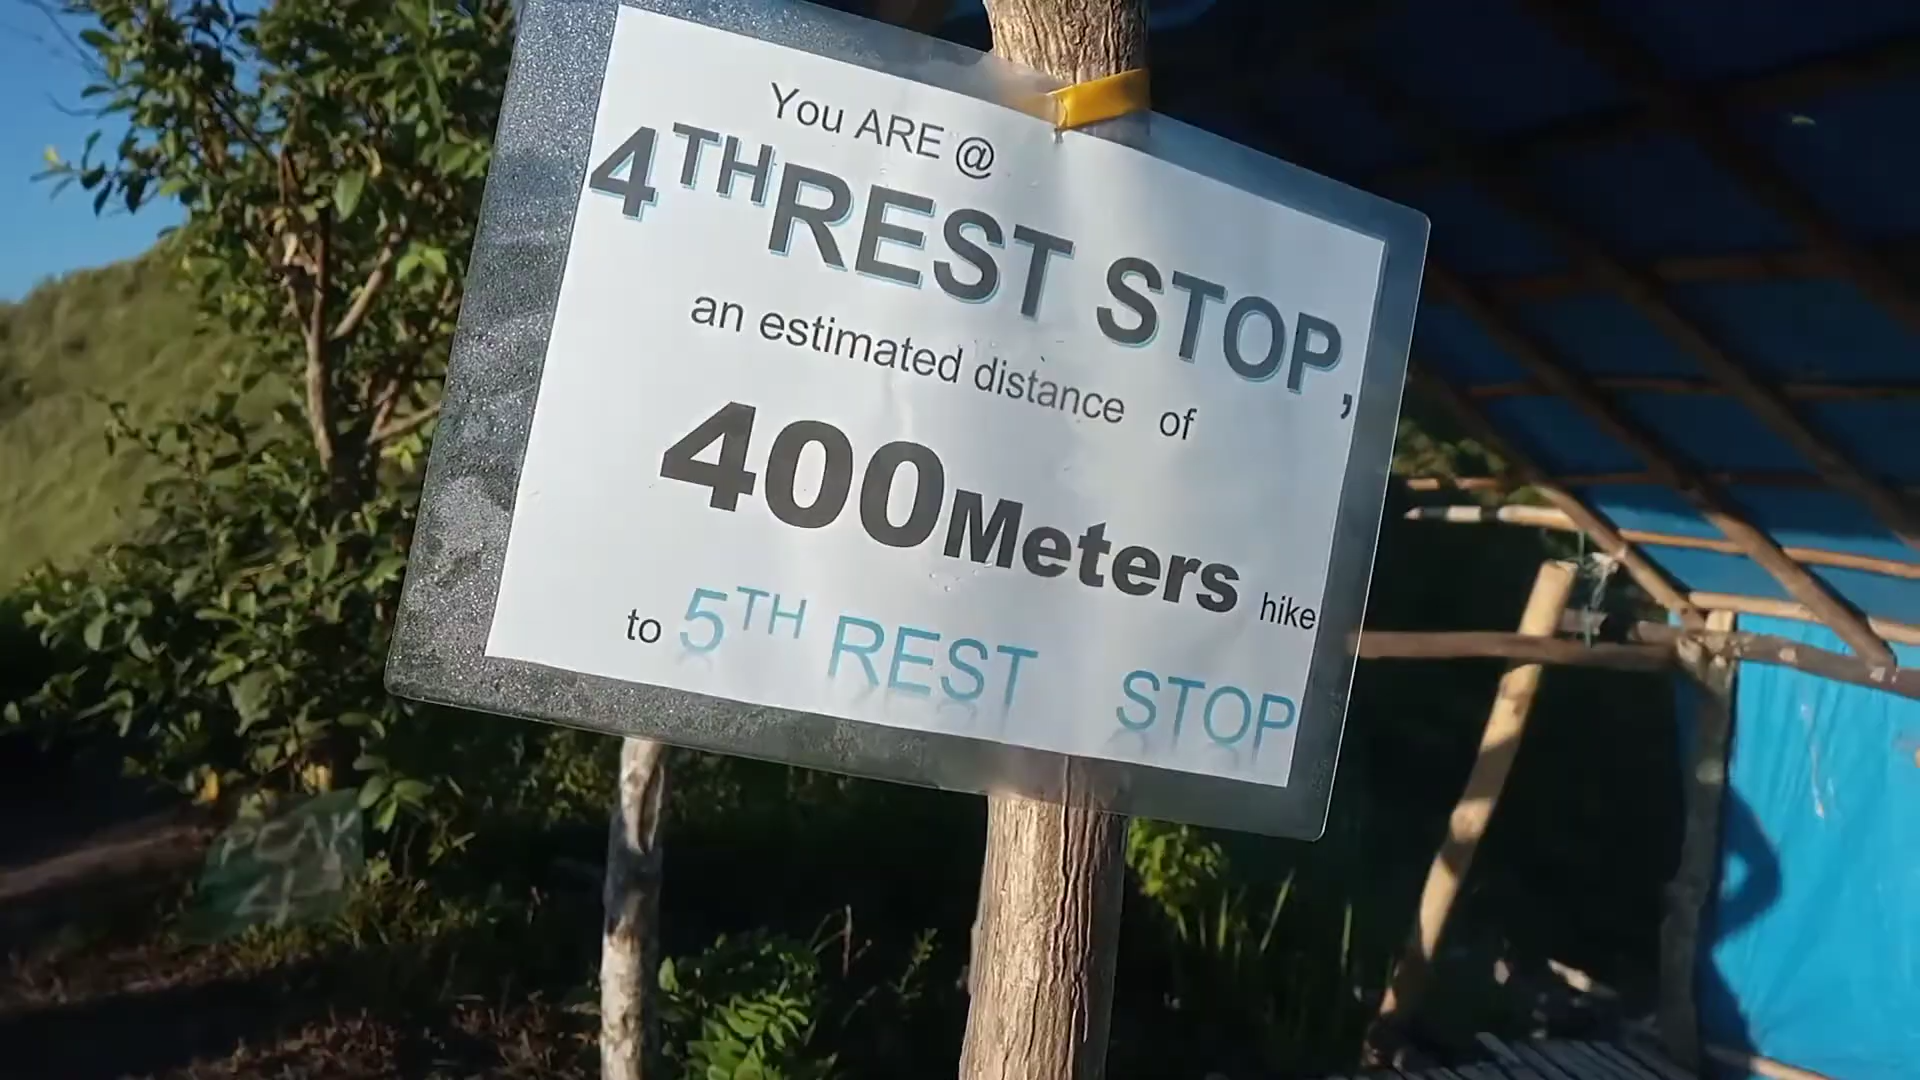 You ARE @
4TH REST STOP,
an estimated distance of
400Meters hike
to 5TH REST STOP